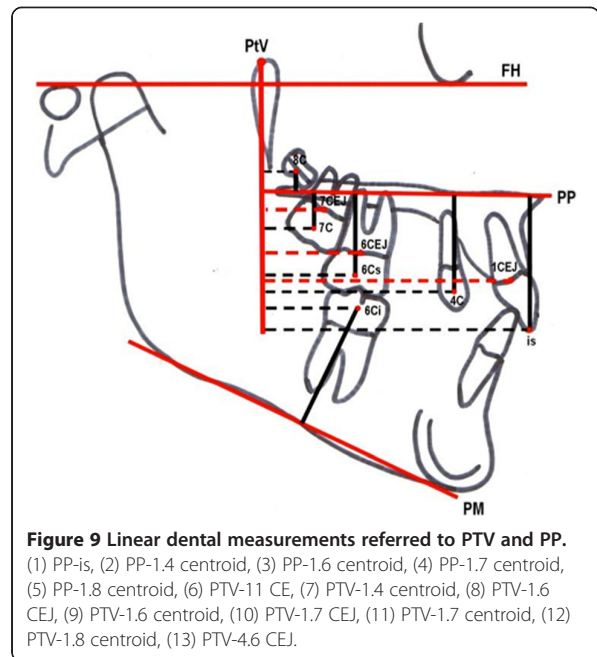 PtV
FH
8C
PP
7CEJ
7C
6CEJ
6Cs
1CEJ
4C
6Ci
is
PM
Figure 9 Linear dental measurements referred to PTV and PP.
(1) PP-is, (2) PP-1.4 centroid, (3) PP-1.6 centroid, (4) PP-1.7 centroid,
(5) PP-1.8 centroid, (6) PTV-11 CE, (7) PTV-1.4 centroid, (8) PTV-1.6
CEJ, (9) PTV-1.6 centroid, (10) PTV-1.7 CEJ, (11) PTV-1.7 centroid, (12)
PTV-1.8 centroid, (13) PTV-4.6 CEJ.